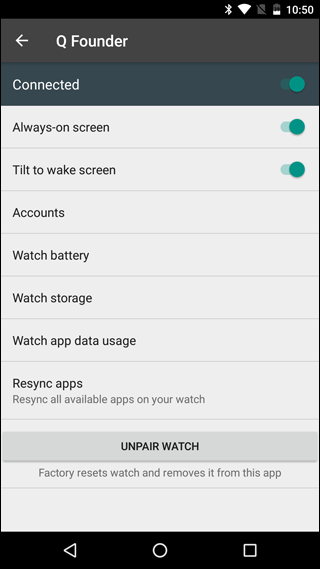 10:50
Q Founder
Connected
Always-on screen
Tilt to wake screen
Accounts
Watch battery
Watch storage
Watch app data usage
Resync apps
Resync all available apps on your watch
UNPAIR WATCH
Factory resets watch and removes it from this app